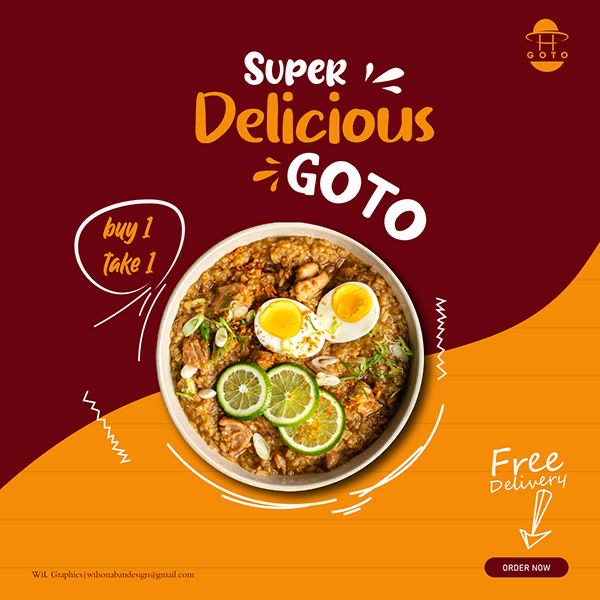 H
GOTO
SUPER
Delicious
GOTO
buy 1
take 1
Free
Delivery
ORDER NOW
WiL Graphics|wilsonabandesign@gmail.com